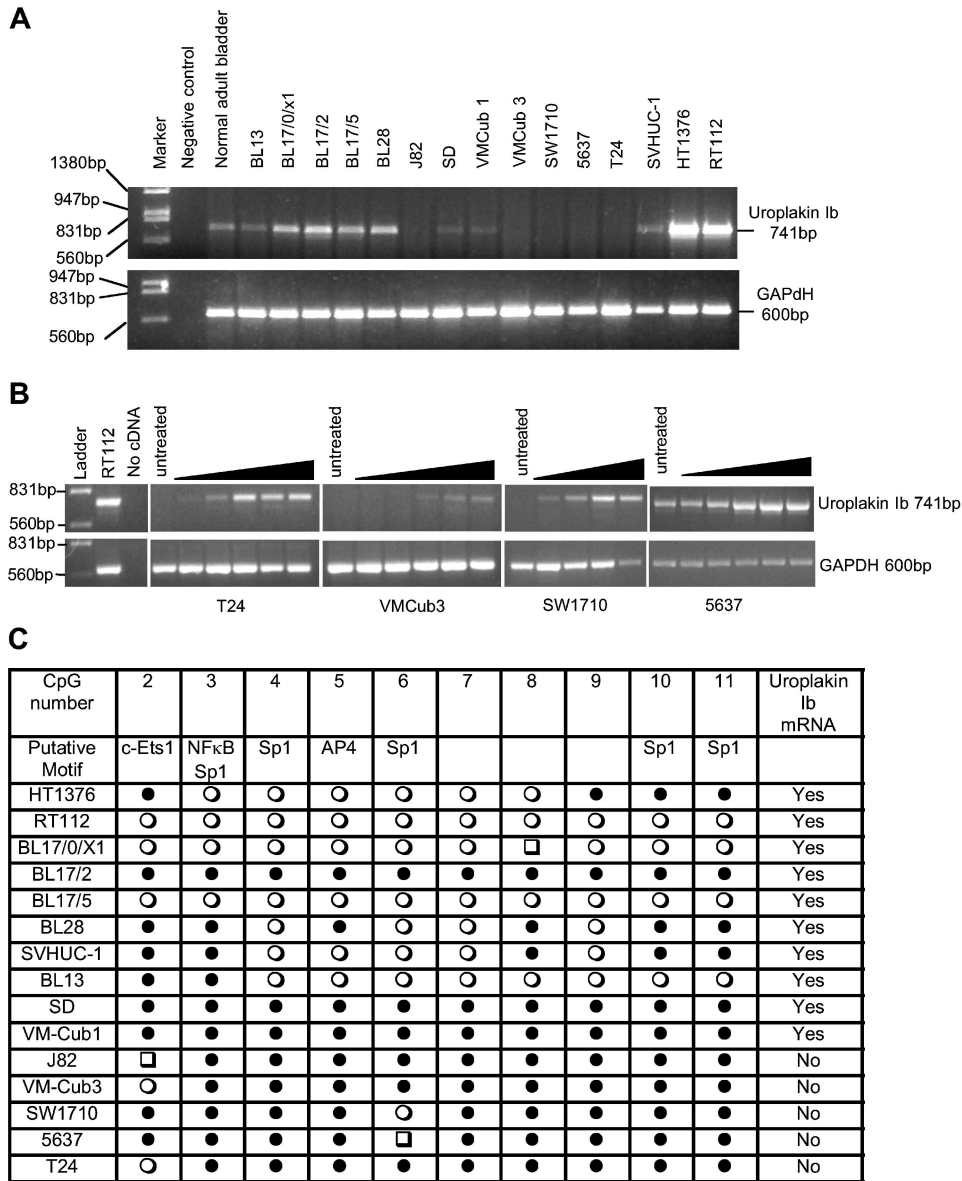 A
Marker
Negative control
Normal adult bladder
BL13
BL17/0/x1
BL17/2
BL17/5
BL28
J82
SD
VMCub 1
VMCub 3
SW1710
5637
T24
SVHUC-1
HT1376
RT112
1380bp
947bp
831bp
560bp
Uroplakin Ib
741bp
947bp
831bp
560bp
GAPdH
600bp
B
Ladder
RT112
No cDNA
untreated
untreated
untreated
untreated
831bp
560bp
Uroplakin Ib 741bp
831bp
560bp
GAPDH 600bp
T24 VMCub3 SW1710 5637
C
CpG number 2 3 4 5 6 7 8 9 10 11 Uroplakin Ib mRNA
Putative Motif c-Ets1 NFκB Sp1 Sp1 AP4 Sp1 Sp1 Sp1
HT1376 Yes
RT112 Yes
BL17/0/X1 Yes
BL17/2 Yes
BL17/5 Yes
BL28 Yes
SVHUC-1 Yes
BL13 Yes
SD Yes
VM-Cub1 Yes
J82 No
VM-Cub3 No
SW1710 No
5637 No
T24 No